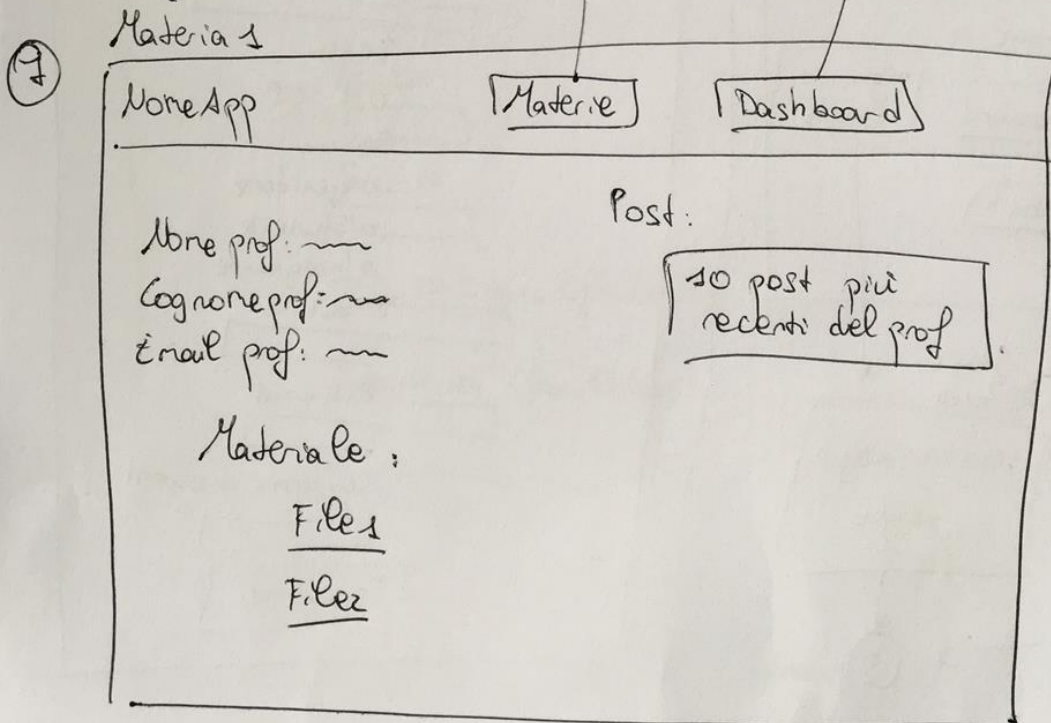 7
Materia 1
NomeApp
Materie
Dashboard
Nome prof:
Cognome prof:
Email prof:
Materiale:
File1
File2
Post:
10 post più
recenti del prof